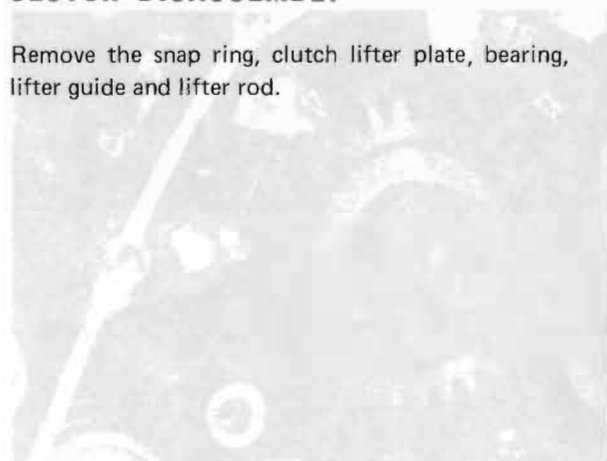 Remove the snap ring, clutch lifter plate, bearing,
lifter guide and lifter rod.